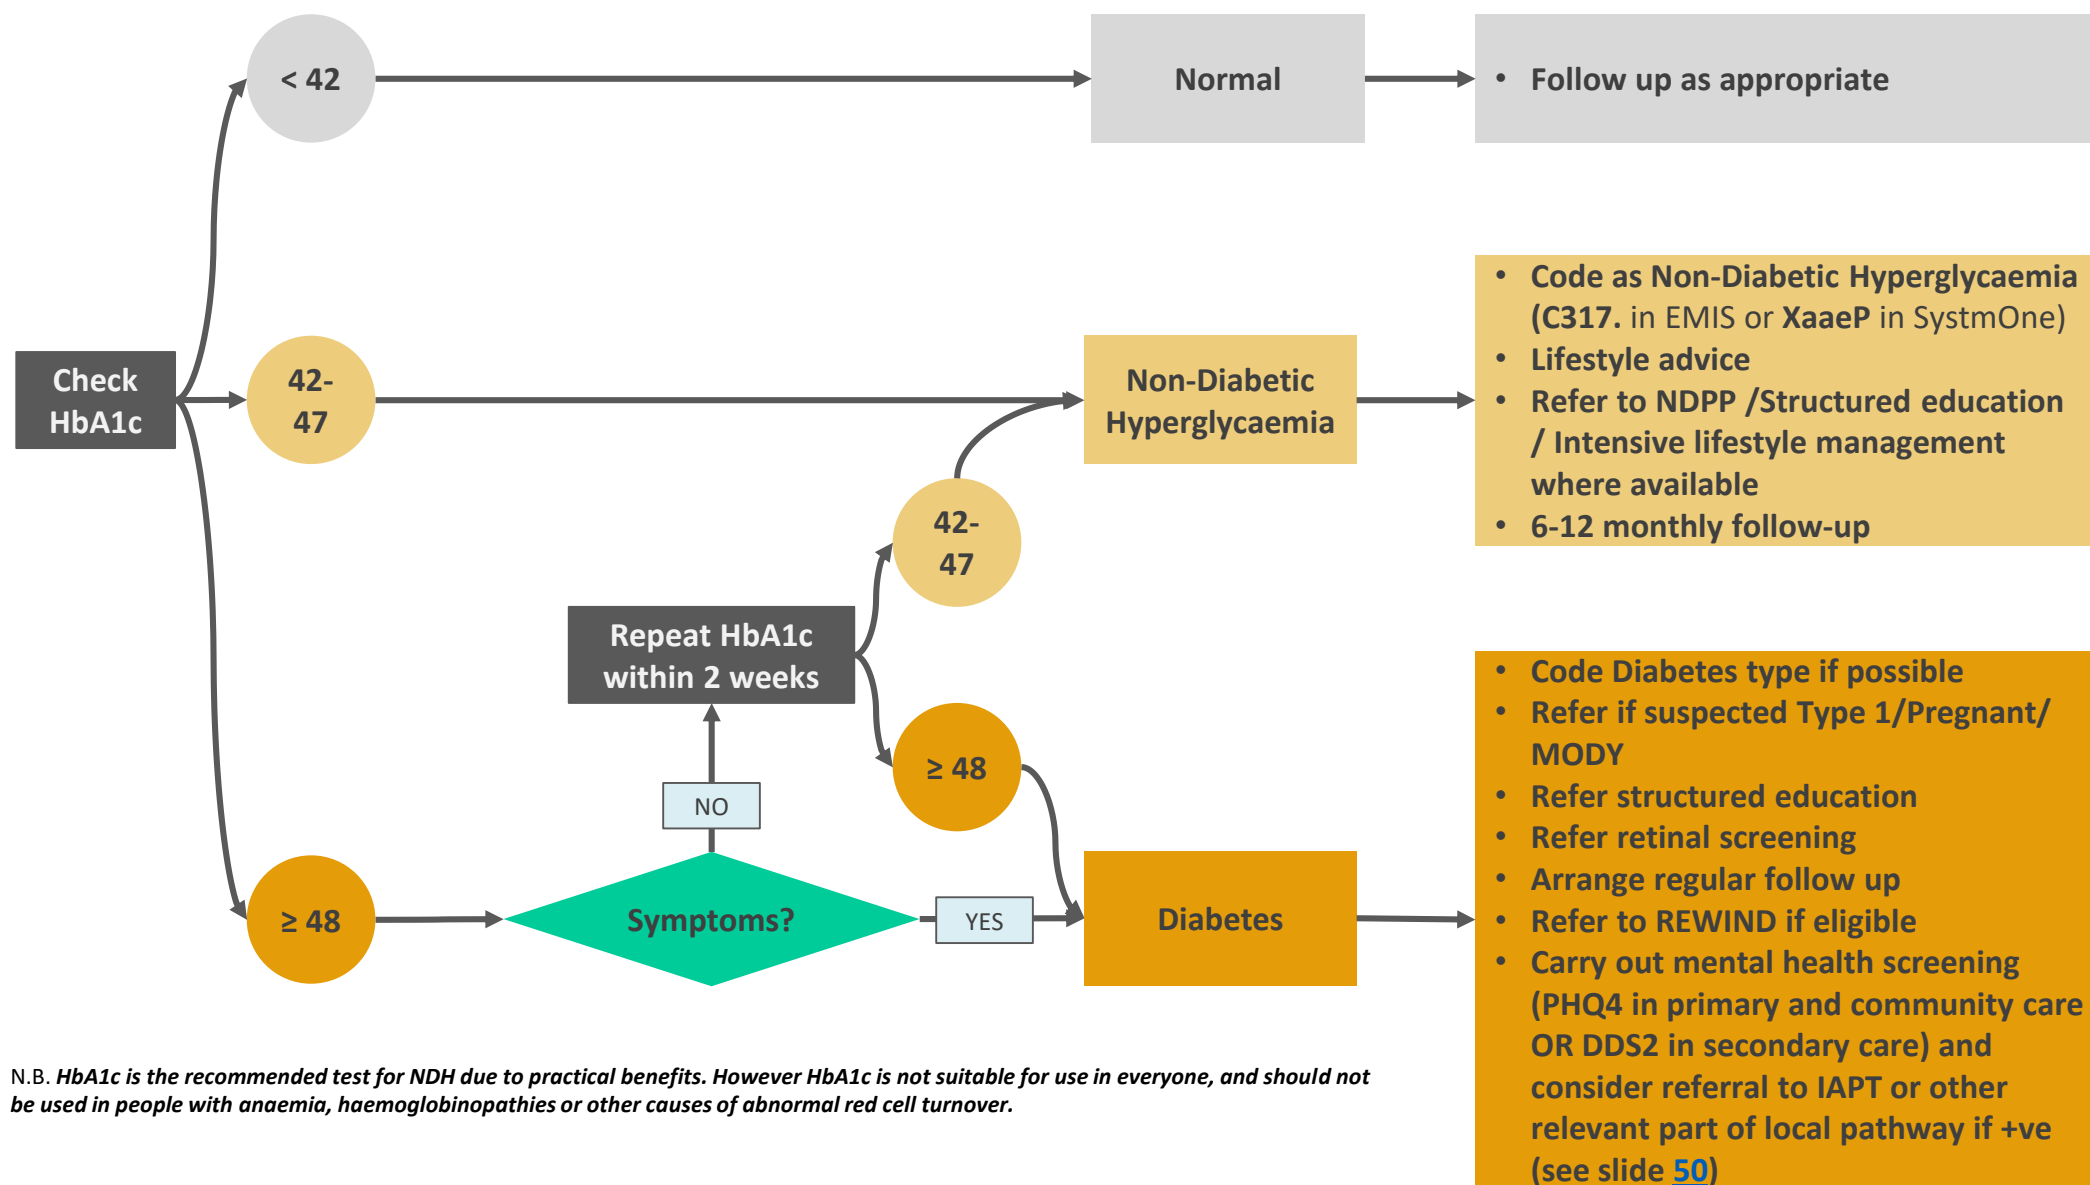 < 42
Normal
• Follow up as appropriate
Check
HbA1c
42-
47
Non-Diabetic
Hyperglycaemia
• Code as Non-Diabetic Hyperglycaemia
(C317. in EMIS or XaaeP in SystmOne)
• Lifestyle advice
• Refer to NDPP /Structured education
/ Intensive lifestyle management
where available
• 6-12 monthly follow-up
42-
47
Repeat HbA1c
within 2 weeks
≥ 48
NO
≥ 48
Symptoms?
YES
Diabetes
• Code Diabetes type if possible
• Refer if suspected Type 1/Pregnant/
MODY
• Refer structured education
• Refer retinal screening
• Arrange regular follow up
• Refer to REWIND if eligible
• Carry out mental health screening
(PHQ4 in primary and community care
OR DDS2 in secondary care) and
consider referral to IAPT or other
relevant part of local pathway if +ve
(see slide 50)
N.B. HbA1c is the recommended test for NDH due to practical benefits. However HbA1c is not suitable for use in everyone, and should not
be used in people with anaemia, haemoglobinopathies or other causes of abnormal red cell turnover.